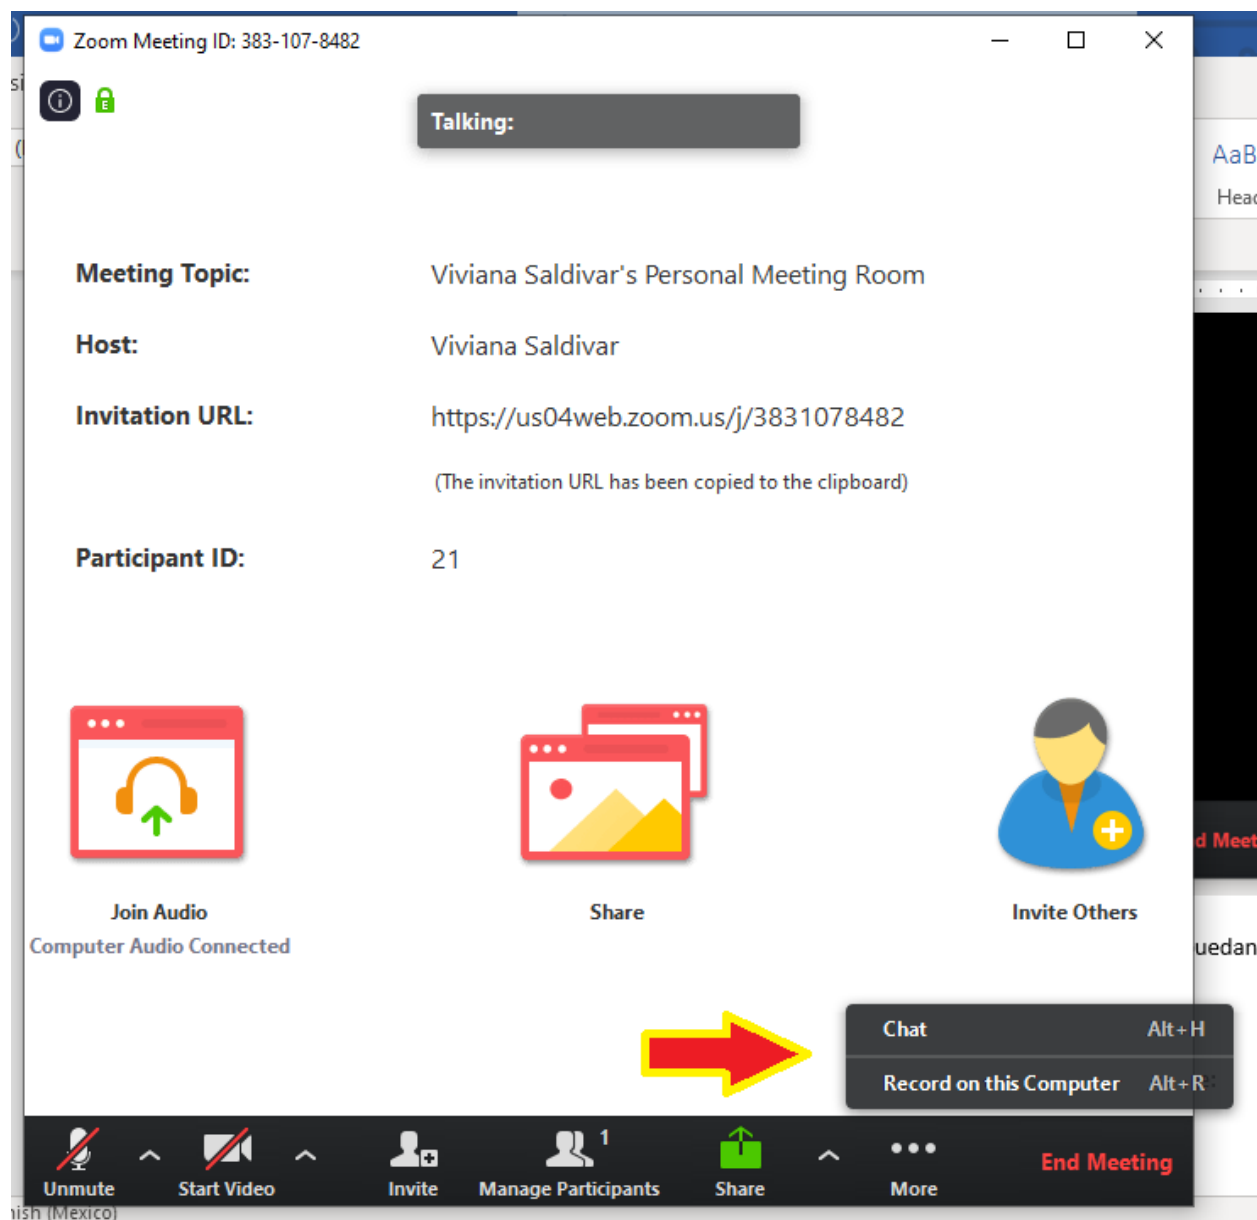 Zoom Meeting ID: 383-107-8482
Talking:
AaB
Meeting Topic: Viviana Saldivar's Personal Meeting Room
Host: Viviana Saldivar
Invitation URL: https://us04web.zoom.us/j/3831078482
(The invitation URL has been copied to the clipboard)
Participant ID: 21
Join Audio Share Invite Others
Computer Audio Connected
uedan
Chat Alt+H
Record on this Computer Alt+R
1
Unmute Start Video Invite Manage Participants Share More End Meeting
nish (Mexico)